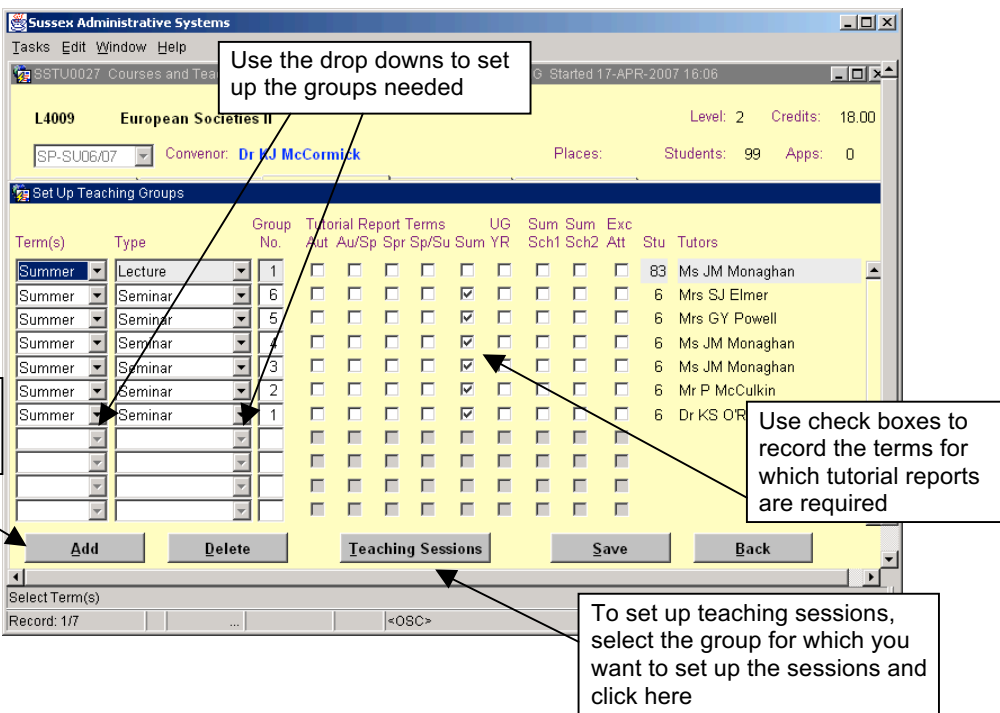 Sussex Administrative Systems
Tasks Edit Window Help
SSTU0027 Courses and Tea
G Started 17-APR-2007 16:06
Use the drop downs to set
up the groups needed
L4009 European Societies II Level: 2 Credits: 18.00
SP-SU06/07 Convenor: Dr KJ McCormick Places: Students: 99 Apps: 0
Set Up Teaching Groups
Group Tutorial Report Terms UG Sum Sum Exc
Term(s) Type No. Aut Au/Sp Spr Sp/Su Sum YR Sch1 Sch2 Att Stu Tutors
Summer Lecture 1 83 Ms JM Monaghan
Summer Seminar 6 6 Mrs SJ Elmer
Summer Seminar 5 6 Mrs GY Powell
Summer Seminar 4 6 Ms JM Monaghan
Summer Seminar 3 6 Ms JM Monaghan
Summer Seminar 2 6 Mr P McCulkin
Summer Seminar 1 6 Dr KS O'R
Use check boxes to
record the terms for
which tutorial reports
are required
Add Delete Teaching Sessions Save Back
Select Term(s)
Record: 1/7 ... <OSC>
To set up teaching sessions,
select the group for which you
want to set up the sessions and
click here